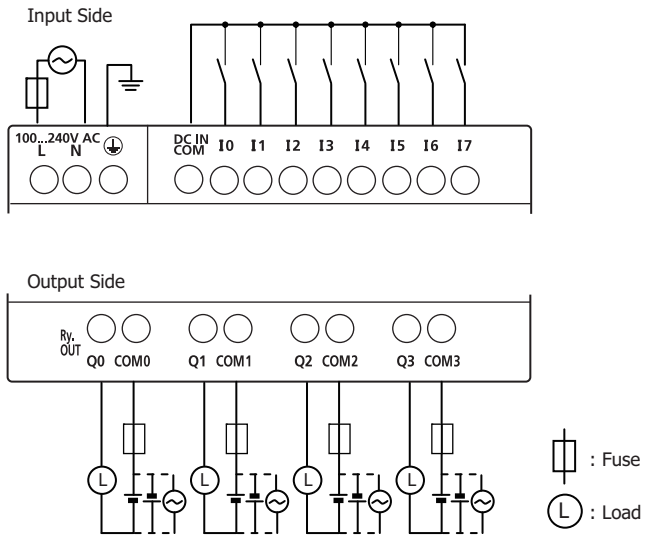 Input Side
100...240V AC
L N
DC IN
COM I0 I1 I2 I3 I4 I5 I6 I7
Output Side
Ry.
OUT
Q0 COM0 Q1 COM1 Q2 COM2 Q3 COM3
L L L L
: Fuse
L : Load